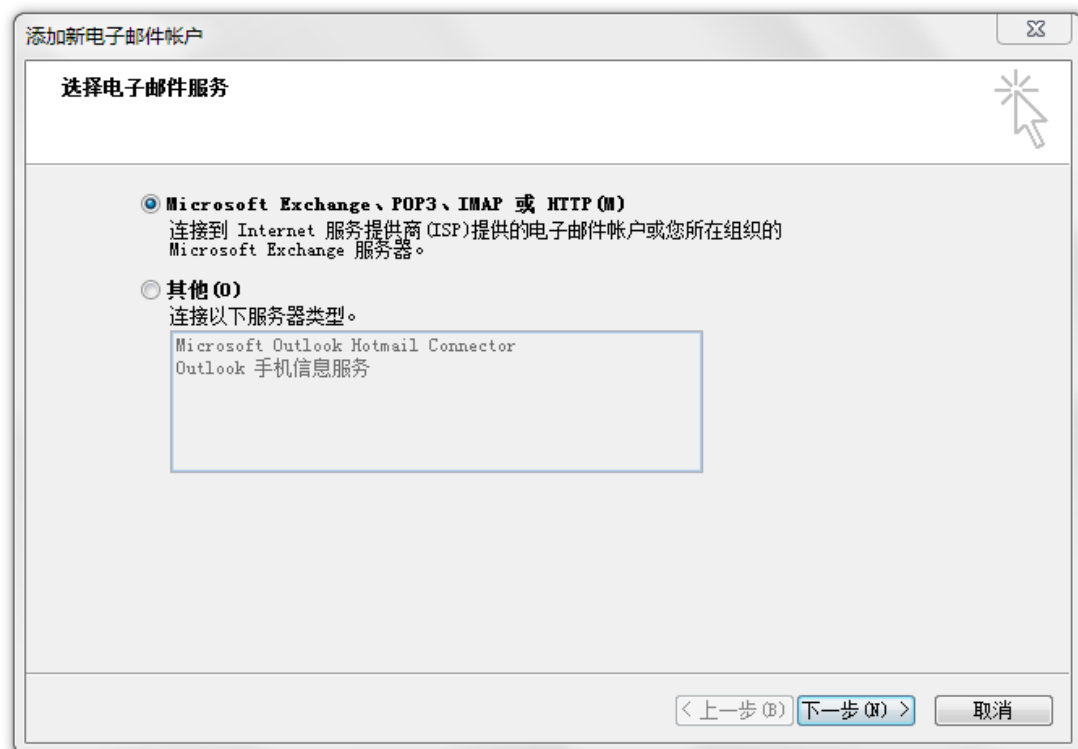 添加新电子邮件帐户
选择电子邮件服务
Microsoft Exchange、POP3、IMAP 或 HTTP(M)
连接到 Internet 服务提供商(ISP)提供的电子邮件帐户或您所在组织的
Microsoft Exchange 服务器。
其他(O)
连接以下服务器类型。
Microsoft Outlook Hotmail Connector
Outlook 手机信息服务
< 上一步(B) 下一步(N) > 取消